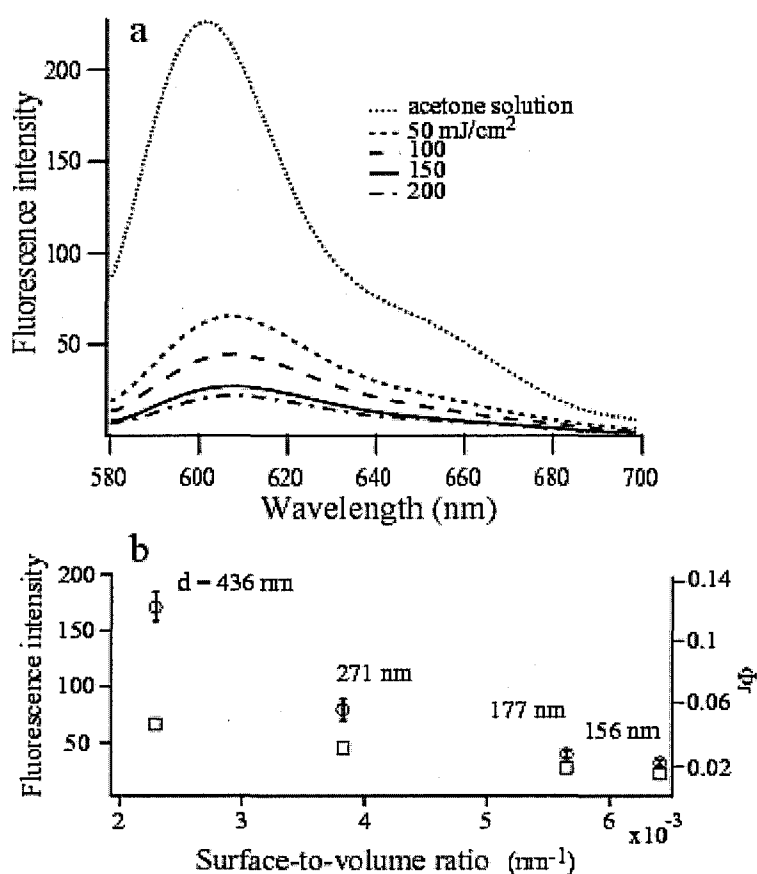 a
200
150
100
50
Fluorescence intensity
acetone solution
50 mJ/cm²
100
150
200
580 600 620 640 660 680 700
Wavelength (nm)
b
200
150
100
50
Fluorescence intensity
d = 436 nm
271 nm
177 nm
156 nm
0.14
0.1
0.06
0.02
Φf
2 3 4 5 6
x10⁻³
Surface-to-volume ratio (nm⁻¹)